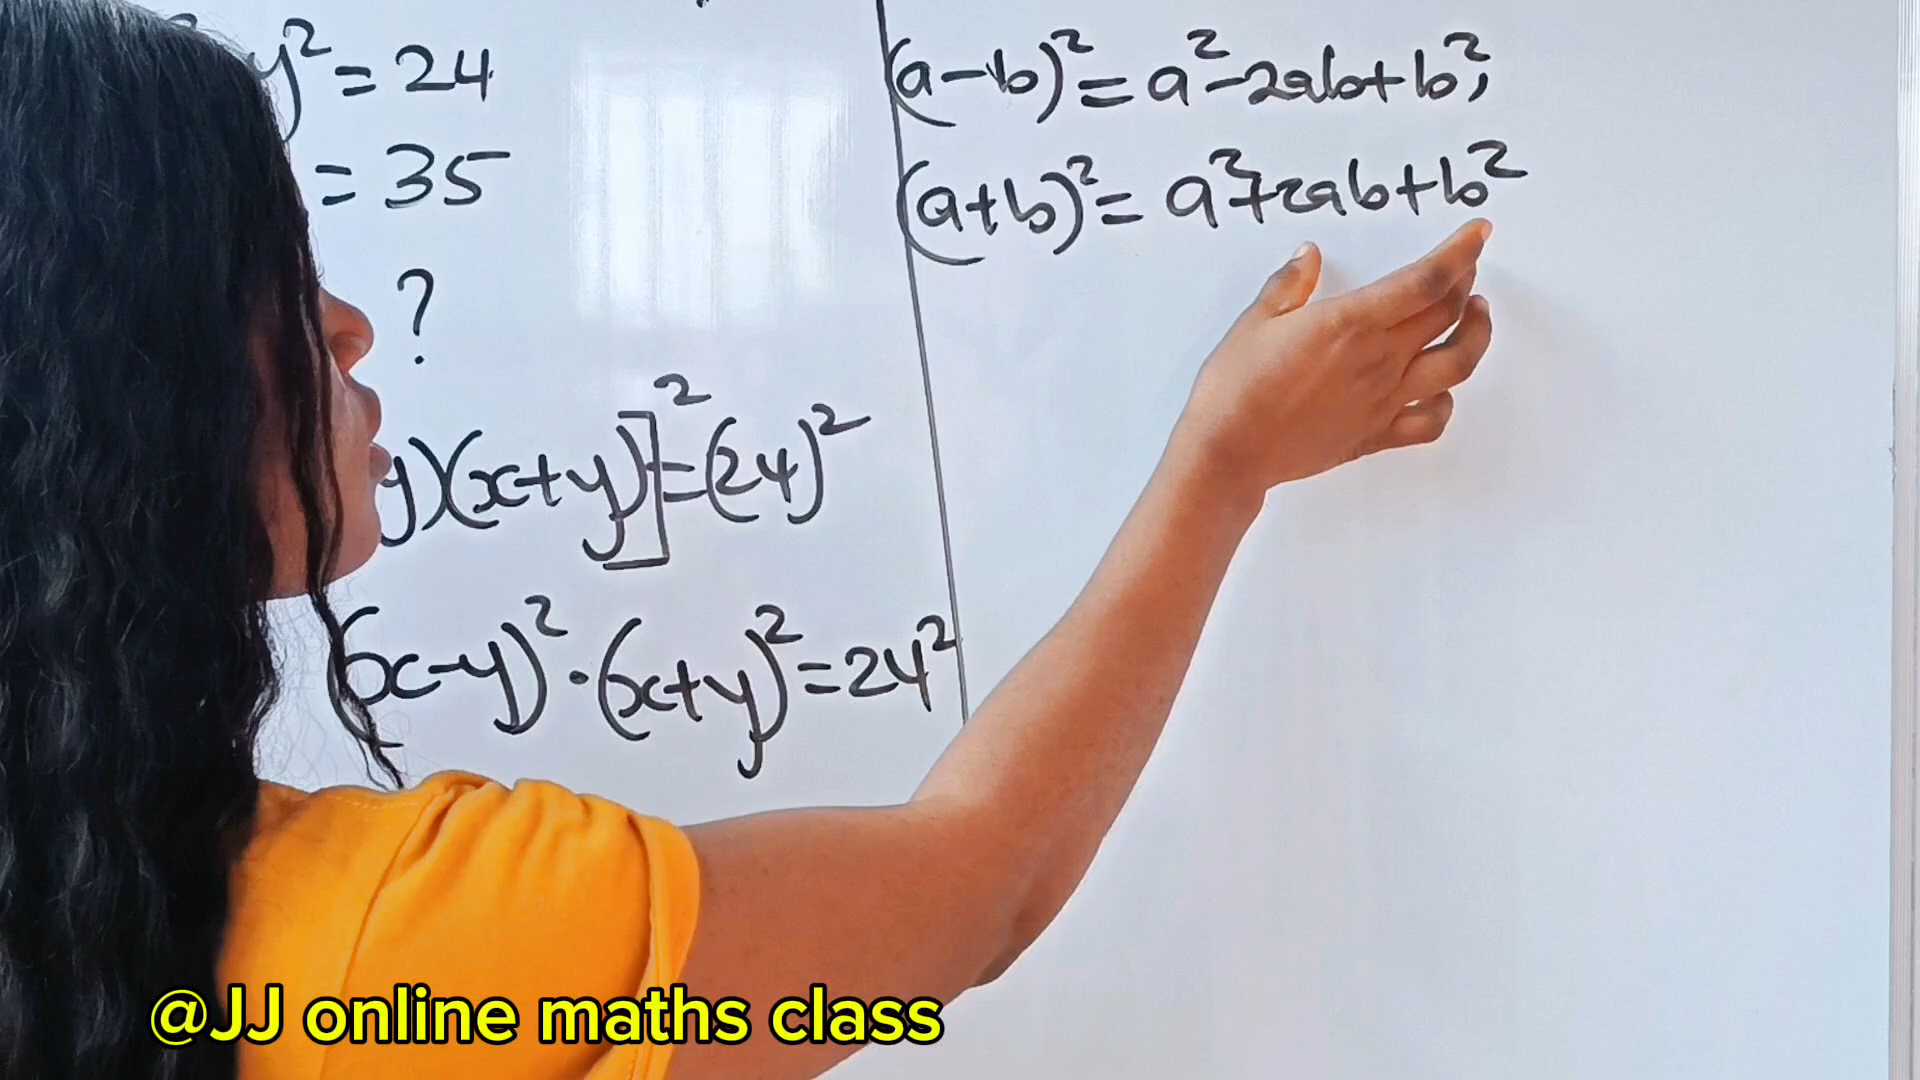 y² = 24
= 35
?
y)(x+y)]² = (24)²
(x-y)² · (x+y)² = 24²
(a-b)² = a²-2ab+b²,
(a+b)² = a²+2ab+b²
@JJ online maths class